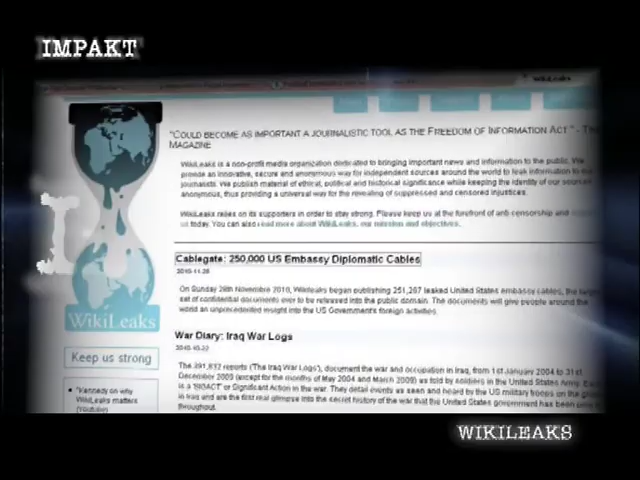 IMPAKT
WikiLeaks
"COULD BECOME AS IMPORTANT A JOURNALISTIC TOOL AS THE FREEDOM OF INFORMATION ACT." - T
MAGAZINE
WikiLeaks is a non-profit media organization dedicated to bringing important news and information to the public. We
provide an innovative, secure and anonymous way for independent sources around the world to leak information to
journalists. We publish material of ethical, political and historical significance while keeping the identity of our
anonymous, thus providing a universal way for the revealing of suppressed and censored injustices.
WikiLeaks relies on its supporters in order to stay strong. Please keep us at the forefront of anti-censorship and
us today. You can also read more about WikiLeaks, our mission and objectives.
Cablegate: 250,000 US Embassy Diplomatic Cables
2010-11-28
On Sunday 28th November 2010, Wikileaks began publishing 251,287 leaked United States embassy cables, the
set of confidential documents ever to be released into the public domain. The documents will give people around the
world an unprecedented insight into the US Government's foreign activities.
WikiLeaks
War Diary: Iraq War Logs
2010-10-22
Keep us strong
The 391,832 reports ('The Iraq War Logs'), document the war and occupation in Iraq, from 1st January 2004 to 31st
December 2009 (except for the months of May 2004 and March 2009) as told by soldiers in the United States Army.
is a 'SIGACT' or Significant Action in the war. They detail events as seen and heard by the US military troops on the
in Iraq and are the first real glimpse into the secret history of the war that the United States government has been
throughout.
"Kennedy on why
WikiLeaks matters
(Youtube)
WIKILEAKS